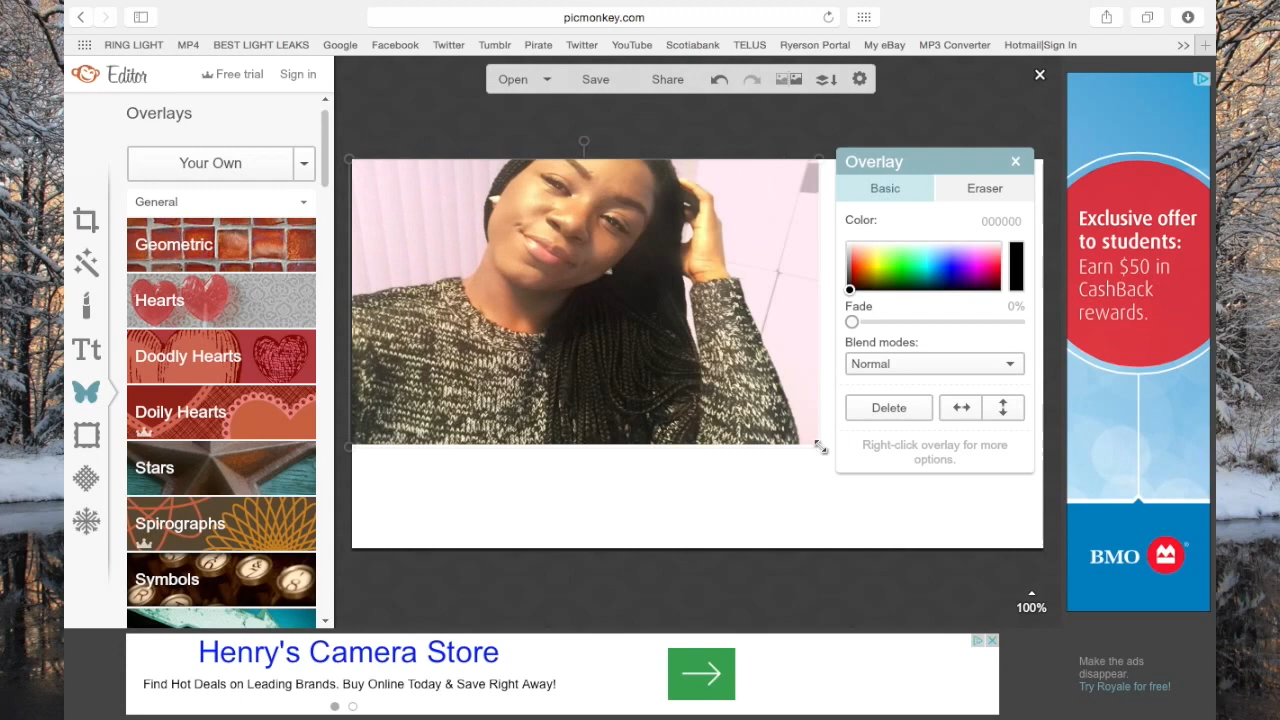 picmonkey.com
RING LIGHT MP4 BEST LIGHT LEAKS Google Facebook Twitter Tumblr Pirate Twitter YouTube Scotiabank TELUS Ryerson Portal My eBay MP3 Converter Hotmail|Sign In >>
Editor Free trial Sign in
Open Save Share
Overlays
Your Own
General
Geometric
Hearts
Doodly Hearts
Doily Hearts
Stars
Spirographs
Symbols
Tt
Overlay x
Basic Eraser
Color: 000000
Fade 0%
Blend modes:
Normal
Delete
Right-click overlay for more
options.
100%
Exclusive offer
to students:
Earn $50 in
CashBack
rewards.
BMO
Henry's Camera Store
Find Hot Deals on Leading Brands. Buy Online Today & Save Right Away!
Make the ads
disappear.
Try Royale for free!